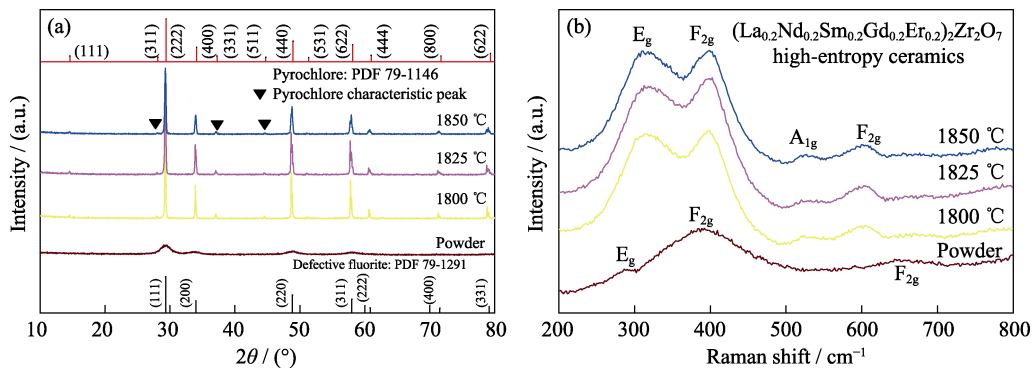 (a)
(111)
(311)
(222)
(400)
(331)
(511)
(440)
(531)
(622)
(444)
(800)
(622)
Pyrochlore: PDF 79-1146
▼ Pyrochlore characteristic peak
1850 ℃
1825 ℃
1800 ℃
Powder
Defective fluorite: PDF 79-1291
(111)
(200)
(220)
(311)
(222)
(400)
(331)
10 20 30 40 50 60 70 80
2θ / (°)
Intensity / (a.u.)
(b)
(La0.2Nd0.2Sm0.2Gd0.2Er0.2)2Zr2O7
high-entropy ceramics
Eg
F2g
A1g
F2g
1850 ℃
1825 ℃
1800 ℃
Powder
Eg
F2g
F2g
200 300 400 500 600 700 800
Raman shift / cm⁻¹
Intensity / (a.u.)